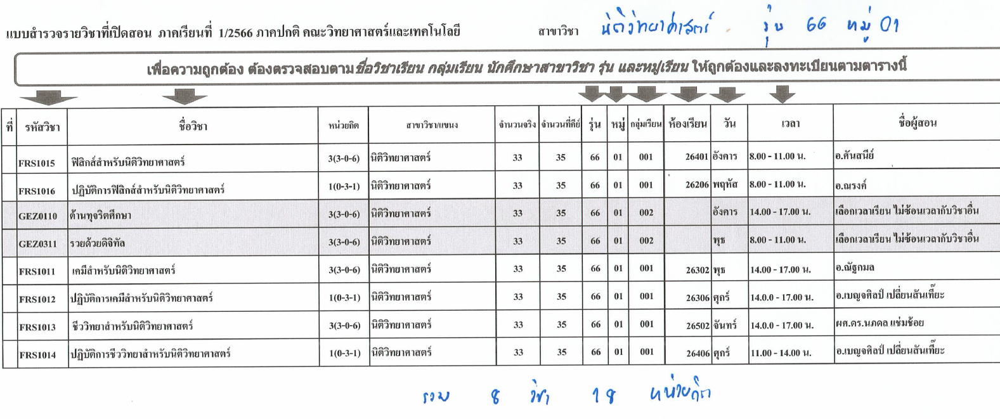 แบบสำรวจรายวิชาที่เปิดสอน ภาคเรียนที่ 1/2566 ภาคปกติ คณะวิทยาศาสตร์และเทคโนโลยี สาขาวิชา นิติวิทยาศาสตร์ รุ่น 66 หมู่ 01
เพื่อความถูกต้อง ต้องตรวจสอบตามชื่อวิชาเรียน กลุ่มเรียน นักศึกษาสาขาวิชา รุ่น และหมู่เรียน ให้ถูกต้องและลงทะเบียนตามตารางนี้
ที่ รหัสวิชา ชื่อวิชา หน่วยกิต สาขาวิชา/แขนง จำนวนจริง จำนวนที่คีย์ รุ่น หมู่ กลุ่มเรียน ห้องเรียน วัน เวลา ชื่อผู้สอน
FRS1015 ฟิสิกส์สำหรับนิติวิทยาศาสตร์ 3(3-0-6) นิติวิทยาศาสตร์ 33 35 66 01 001 26401 อังคาร 8.00 - 11.00 น. อ.ศันสนีย์
FRS1016 ปฏิบัติการฟิสิกส์สำหรับนิติวิทยาศาสตร์ 1(0-3-1) นิติวิทยาศาสตร์ 33 35 66 01 001 26206 พฤหัส 8.00 - 11.00 น. อ.ณรงค์
GEZ0110 ต้านทุจริตศึกษา 3(3-0-6) นิติวิทยาศาสตร์ 33 35 66 01 002 อังคาร 14.00 - 17.00 น. เลือกเวลาเรียน ไม่ซ้อนเวลากับวิชาอื่น
GEZ0311 รวยด้วยดิจิทัล 3(3-0-6) นิติวิทยาศาสตร์ 33 35 66 01 002 พุธ 8.00 - 11.00 น. เลือกเวลาเรียน ไม่ซ้อนเวลากับวิชาอื่น
FRS1011 เคมีสำหรับนิติวิทยาศาสตร์ 3(3-0-6) นิติวิทยาศาสตร์ 33 35 66 01 001 26302 พุธ 14.00 - 17.00 น. อ.ณัฐกมล
FRS1012 ปฏิบัติการเคมีสำหรับนิติวิทยาศาสตร์ 1(0-3-1) นิติวิทยาศาสตร์ 33 35 66 01 001 26306 ศุกร์ 14.0.0 - 17.00 น. อ.เบญจศิลป์ เปลี่ยนสันเทื๊ยะ
FRS1013 ชีววิทยาสำหรับนิติวิทยาศาสตร์ 3(3-0-6) นิติวิทยาศาสตร์ 33 35 66 01 001 26502 จันทร์ 14.0.0 - 17.00 น. ผศ.ดร.นภดล แช่มช้อย
FRS1014 ปฏิบัติการชีววิทยาสำหรับนิติวิทยาศาสตร์ 1(0-3-1) นิติวิทยาศาสตร์ 33 35 66 01 001 26406 ศุกร์ 11.00 - 14.00 น. อ.เบญจศิลป์ เปลี่ยนสันเทื๊ยะ
รวม 8 วิชา 18 หน่วยกิต